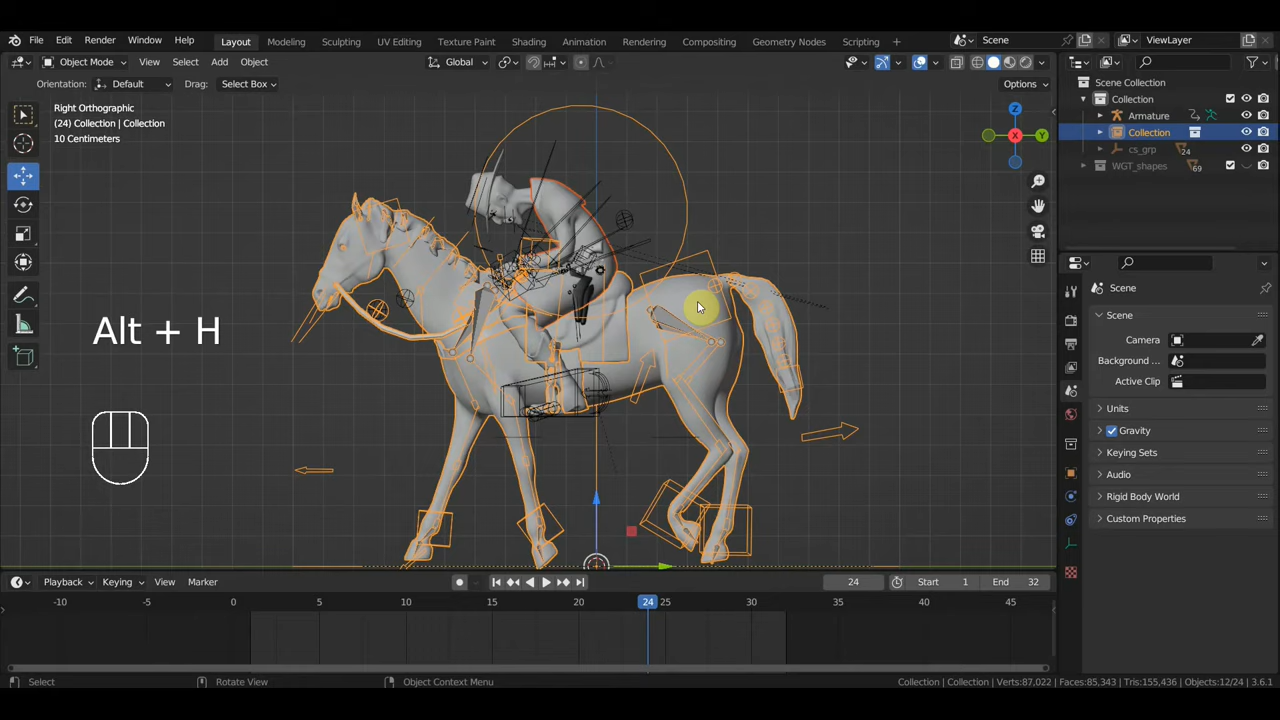 File Edit Render Window Help Layout Modeling Sculpting UV Editing Texture Paint Shading Animation Rendering Compositing Geometry Nodes Scripting + Scene ViewLayer
Object Mode View Select Add Object Global Options
Orientation: Default Drag: Select Box
Right Orthographic
(24) Collection | Collection
10 Centimeters
Z
X
Y
Alt + H
Scene Collection
Collection
Armature
Collection
cs_grp 24
WGT_shapes 69
Scene
Scene
Camera
Background ...
Active Clip
Units
Gravity
Keying Sets
Audio
Rigid Body World
Custom Properties
Playback Keying View Marker 24 Start 1 End 32
-10 -5 0 5 10 15 20 24 25 30 35 40 45
Select Rotate View Object Context Menu Collection | Collection | Verts:87,022 | Faces:85,343 | Tris:155,436 | Objects:12/24 | 3.6.1